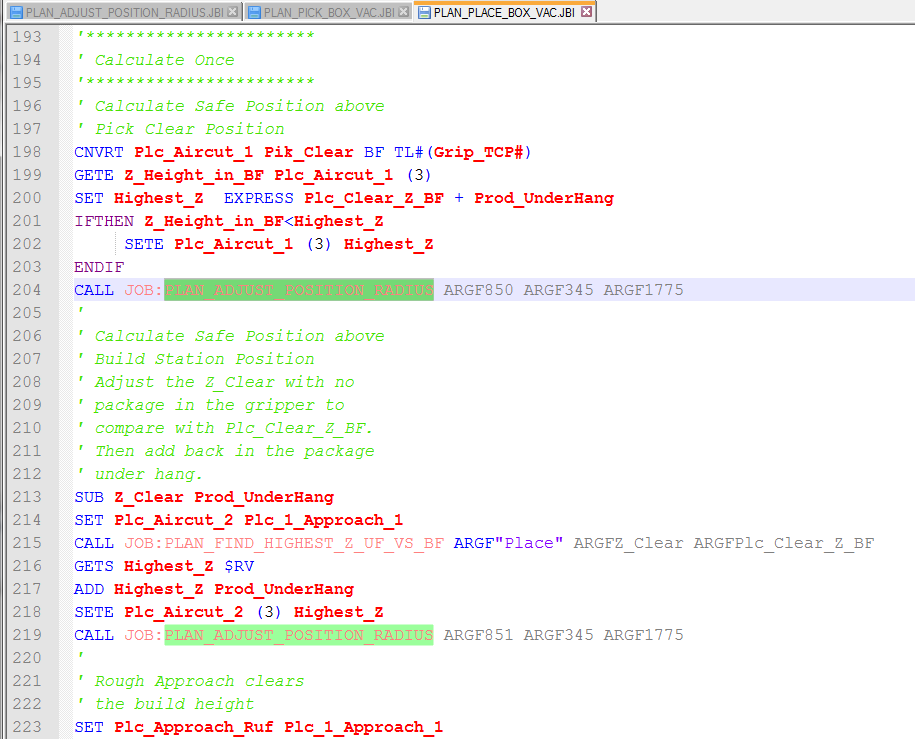 PLAN_ADJUST_POSITION_RADIUS.JBI PLAN_PICK_BOX_VAC.JBI PLAN_PLACE_BOX_VAC.JBI
193 '***********************
194 ' Calculate Once
195 '***********************
196 ' Calculate Safe Position above
197 ' Pick Clear Position
198 CNVRT Plc_Aircut_1 Pik_Clear BF TL#(Grip_TCP#)
199 GETE Z_Height_in_BF Plc_Aircut_1 (3)
200 SET Highest_Z  EXPRESS Plc_Clear_Z_BF + Prod_UnderHang
201 IFTHEN Z_Height_in_BF<Highest_Z
202      SETE Plc_Aircut_1 (3) Highest_Z
203 ENDIF
204 CALL JOB:PLAN_ADJUST_POSITION_RADIUS ARGF850 ARGF345 ARGF1775
205 '
206 ' Calculate Safe Position above
207 ' Build Station Position
208 ' Adjust the Z_Clear with no
209 ' package in the gripper to
210 ' compare with Plc_Clear_Z_BF.
211 ' Then add back in the package
212 ' under hang.
213 SUB Z_Clear Prod_UnderHang
214 SET Plc_Aircut_2 Plc_1_Approach_1
215 CALL JOB:PLAN_FIND_HIGHEST_Z_UF_VS_BF ARGF"Place" ARGFZ_Clear ARGFPlc_Clear_Z_BF
216 GETS Highest_Z $RV
217 ADD Highest_Z Prod_UnderHang
218 SETE Plc_Aircut_2 (3) Highest_Z
219 CALL JOB:PLAN_ADJUST_POSITION_RADIUS ARGF851 ARGF345 ARGF1775
220 '
221 ' Rough Approach clears
222 ' the build height
223 SET Plc_Approach_Ruf Plc_1_Approach_1